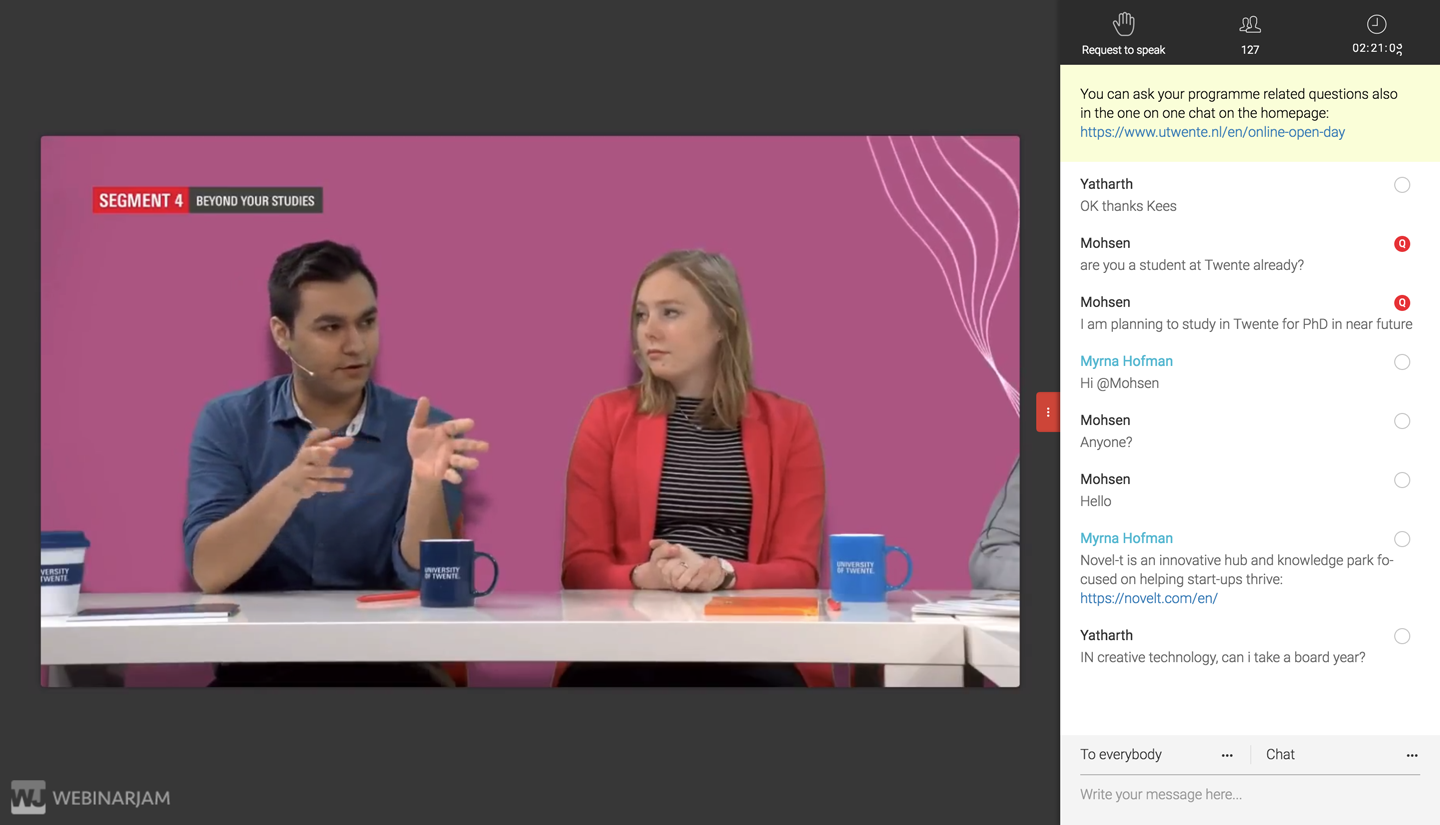 Request to speak
127
02:21:0
You can ask your programme related questions also
in the one on one chat on the homepage:
https://www.utwente.nl/en/online-open-day
SEGMENT 4 BEYOND YOUR STUDIES
Yatharth
OK thanks Kees
Mohsen
Q
are you a student at Twente already?
Mohsen
Q
I am planning to study in Twente for PhD in near future
Myrna Hofman
Hi @Mohsen
Mohsen
Anyone?
Mohsen
Hello
Myrna Hofman
Novel-t is an innovative hub and knowledge park fo-
cused on helping start-ups thrive:
https://novelt.com/en/
Yatharth
IN creative technology, can i take a board year?
To everybody
Chat
Write your message here...
UNIVERSITY
OF TWENTE.
UNIVERSITY
OF TWENTE.
TWENTE.
WJ WEBINARJAM